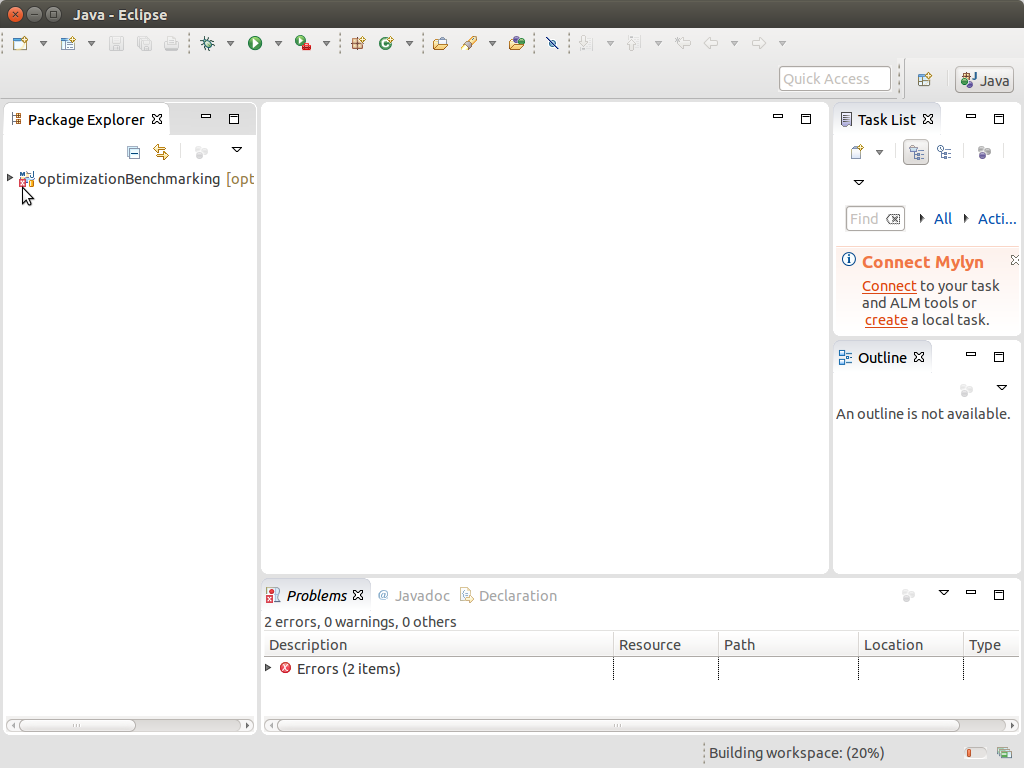 Java - Eclipse
Quick Access
Java
Package Explorer
optimizationBenchmarking [opt
Task List
Find
All
Acti...
Connect Mylyn
Connect to your task
and ALM tools or
create a local task.
Outline
An outline is not available.
Problems
@ Javadoc
Declaration
2 errors, 0 warnings, 0 others
Description Resource Path Location Type
Errors (2 items)
Building workspace: (20%)